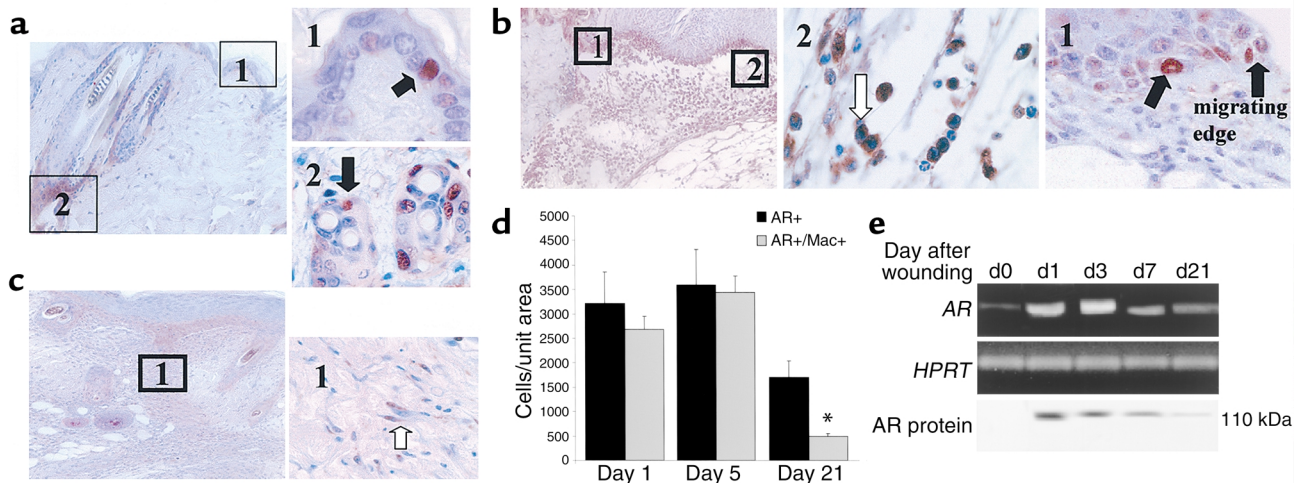 a
1
2
1
2
b
1
2
2
1
migrating
edge
c
1
1
d
Cells/unit area
5000
4500
4000
3500
3000
2500
2000
1500
1000
500
0
AR+
AR+/Mac+
*
Day 1 Day 5 Day 21
e
Day after
wounding d0 d1 d3 d7 d21
AR
HPRT
AR protein 110 kDa